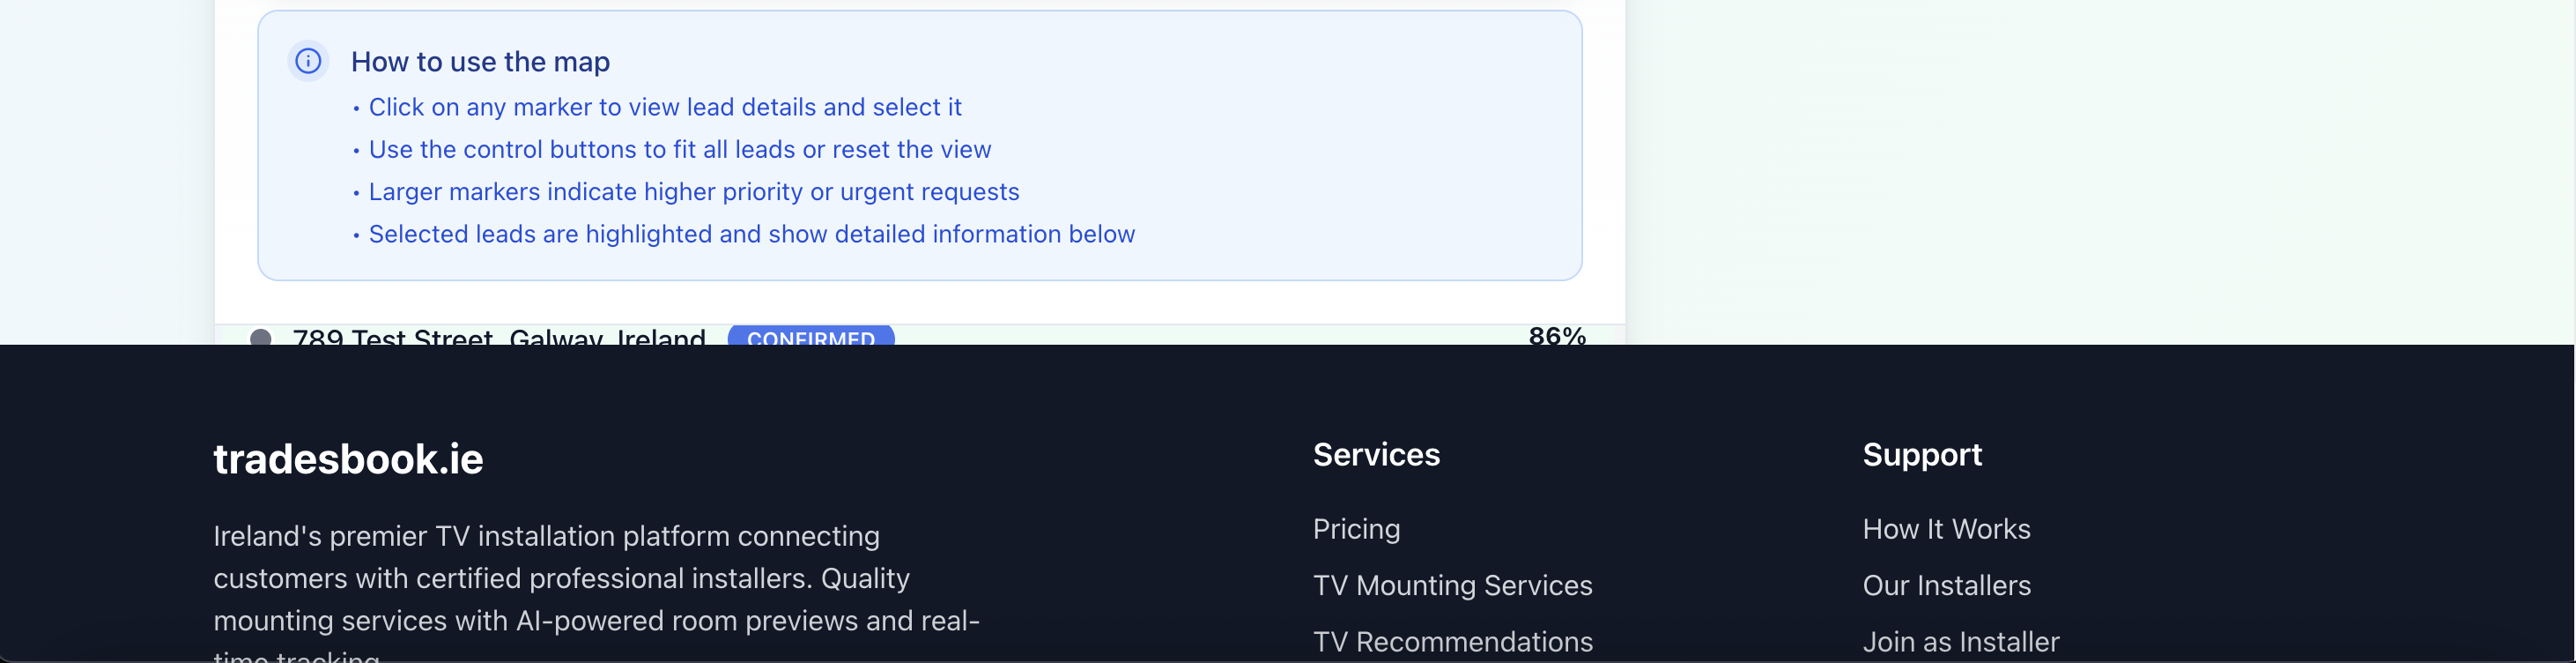 How to use the map
• Click on any marker to view lead details and select it
• Use the control buttons to fit all leads or reset the view
• Larger markers indicate higher priority or urgent requests
• Selected leads are highlighted and show detailed information below
789 Test Street, Galway, Ireland CONFIRMED 86%
tradesbook.ie
Ireland's premier TV installation platform connecting
customers with certified professional installers. Quality
mounting services with AI-powered room previews and real-
time tracking.
Services
Pricing
TV Mounting Services
TV Recommendations
Support
How It Works
Our Installers
Join as Installer